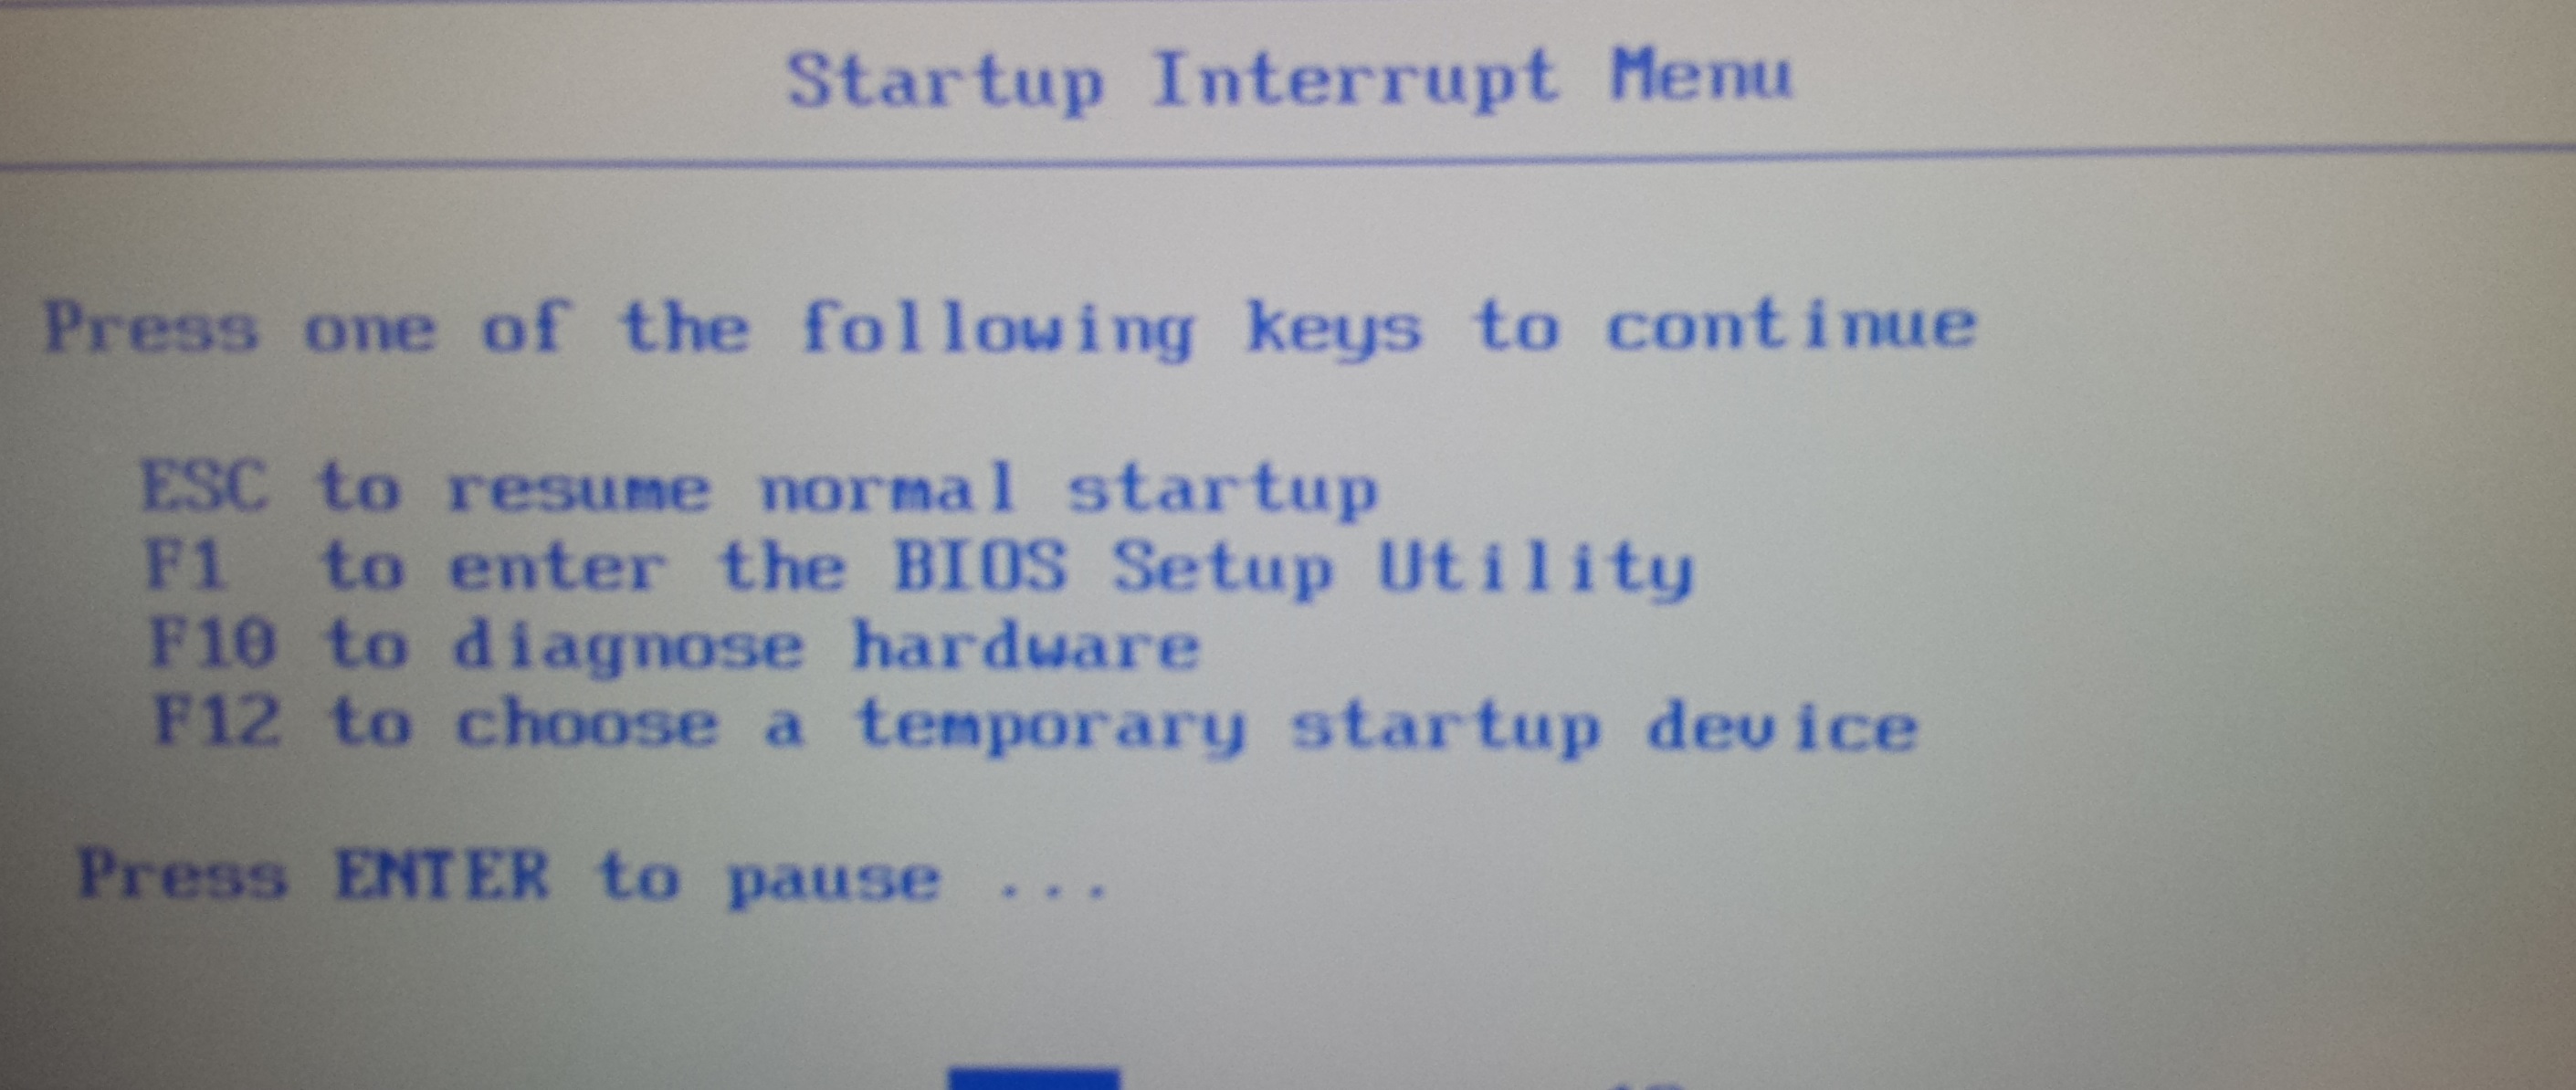 Startup Interrupt Menu
Press one of the following keys to continue
ESC to resume normal startup
F1 to enter the BIOS Setup Utility
F10 to diagnose hardware
F12 to choose a temporary startup device
Press ENTER to pause ...